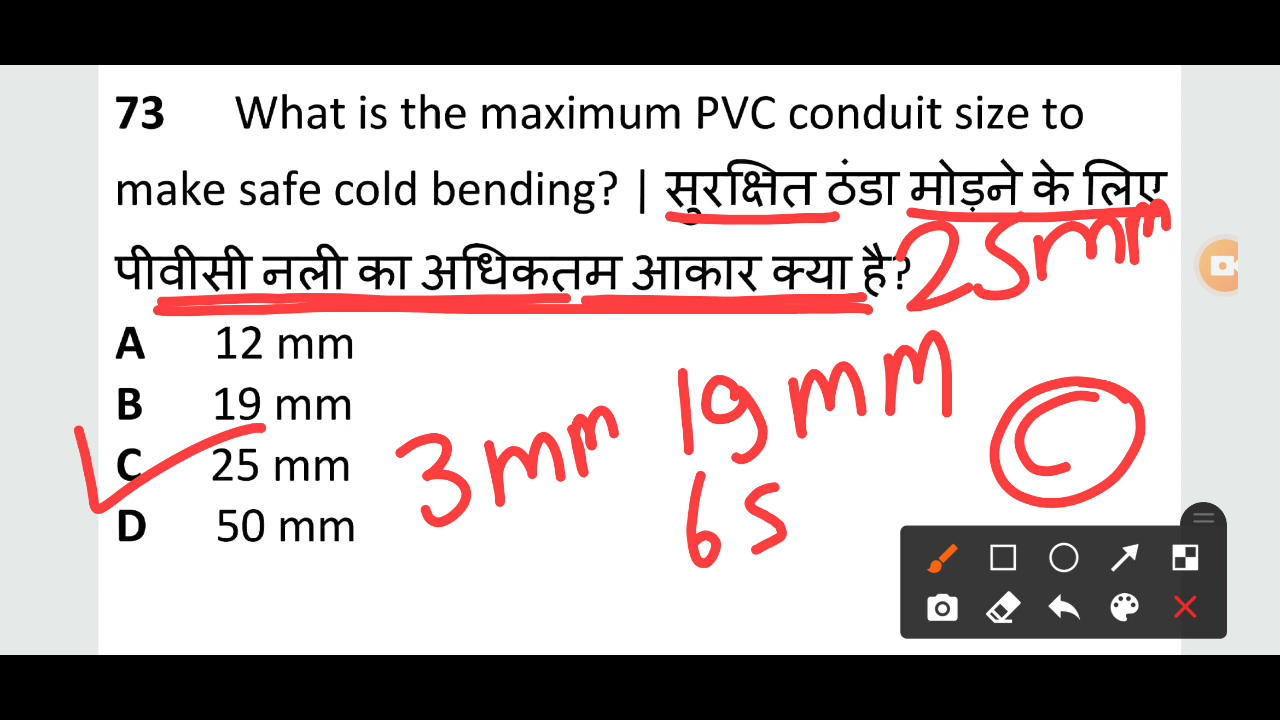 73 What is the maximum PVC conduit size to
make safe cold bending? | सुरक्षित ठंडा मोड़ने के लिए
पीवीसी नली का अधिकतम आकार क्या है?
25mm
A 12 mm
B 19 mm
C 25 mm
D 50 mm
3mm
19mm
6S
C